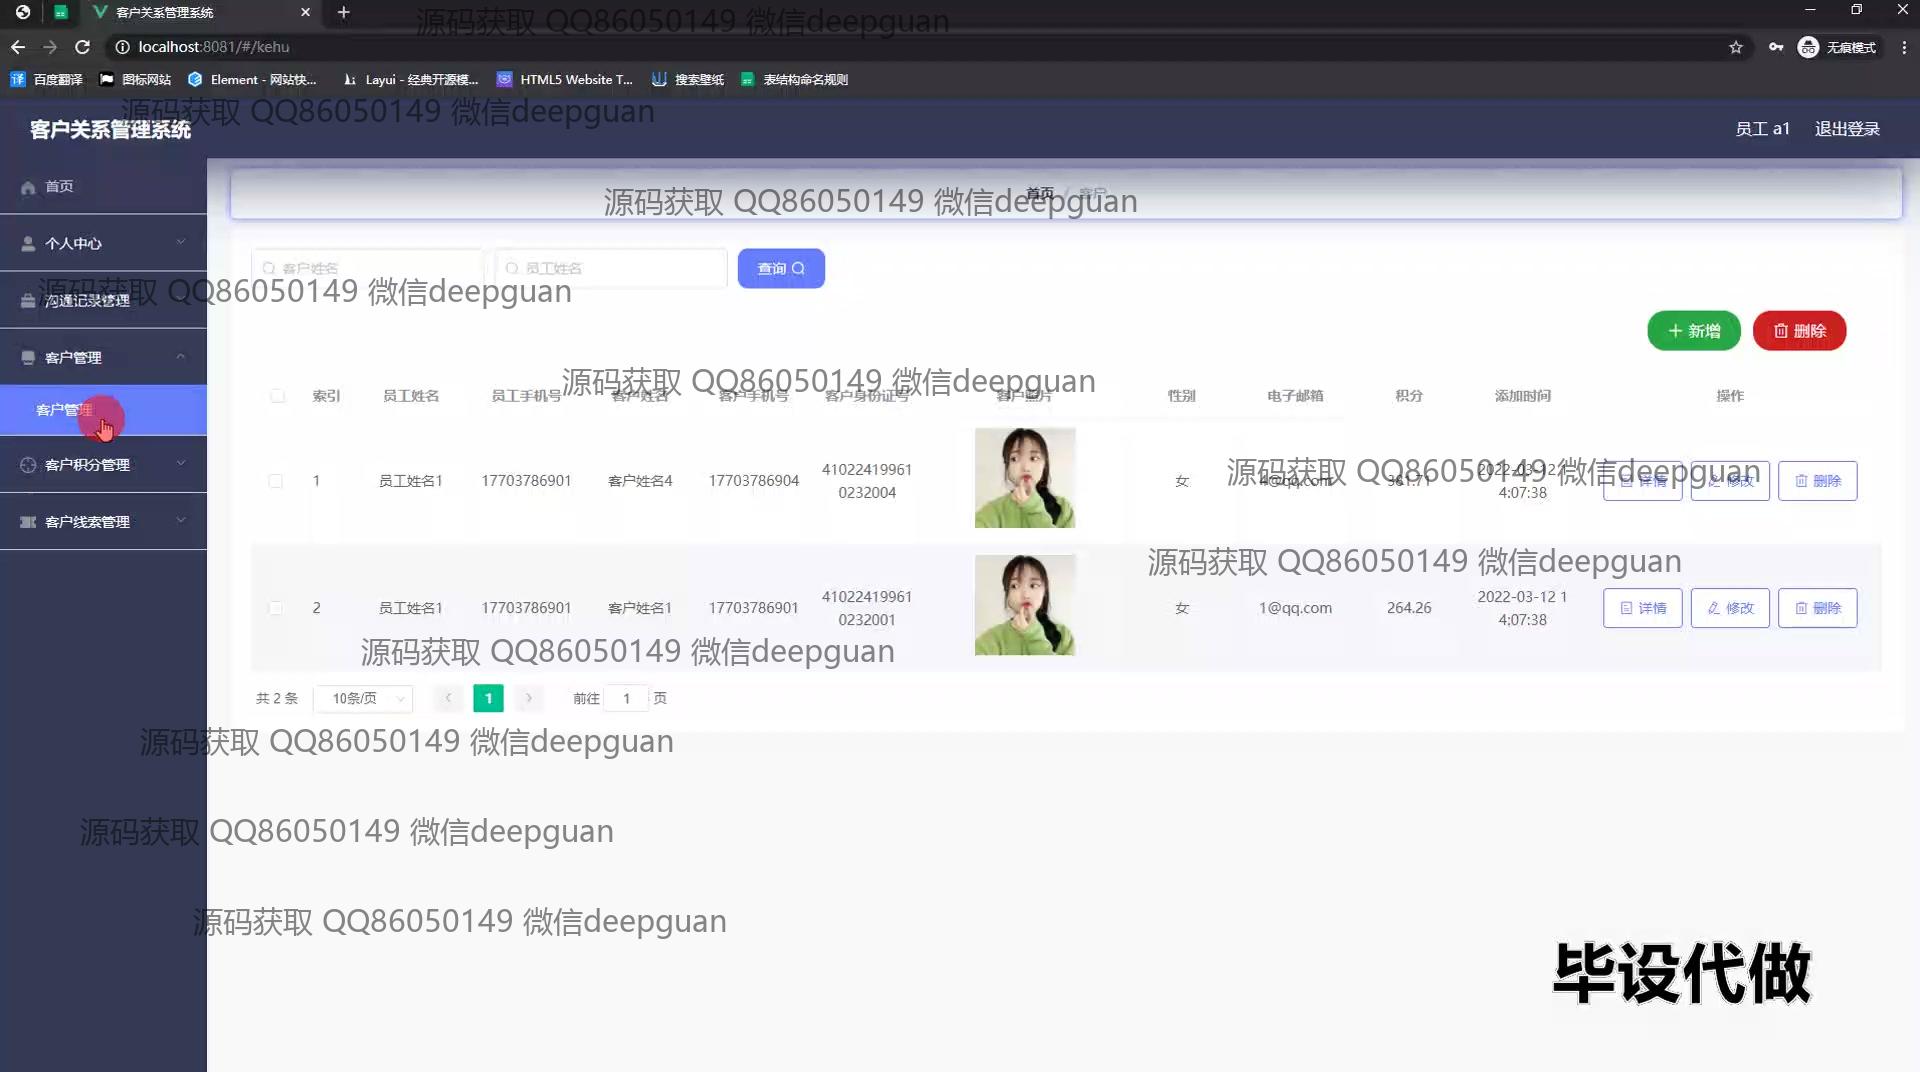 客户关系管理系统
源码获取 QQ86050149 微信deepguan
localhost:8081/#/kehu
无痕模式
百度翻译 图标网站 Element - 网站快... Layui - 经典开源模... HTML5 Website T... 搜索壁纸 表结构命名规则
源码获取 QQ86050149 微信deepguan
客户关系管理系统
员工 a1 退出登录
首页
首页 / 客户
源码获取 QQ86050149 微信deepguan
个人中心
客户姓名 员工姓名 查询
沟通记录管理
源码获取 QQ86050149 微信deepguan
新增 删除
客户管理
源码获取 QQ86050149 微信deepguan
索引 员工姓名 员工手机号 客户姓名 客户手机号 客户身份证号 客户照片 性别 电子邮箱 积分 添加时间 操作
客户管理
客户积分管理
1 员工姓名1 17703786901 客户姓名4 17703786904 41022419961 0232004 女 4@qq.com 361.71 2022-03-12 1 4:07:38 详情 修改 删除
源码获取 QQ86050149 微信deepguan
客户线索管理
源码获取 QQ86050149 微信deepguan
2 员工姓名1 17703786901 客户姓名1 17703786901 41022419961 0232001 女 1@qq.com 264.26 2022-03-12 1 4:07:38 详情 修改 删除
源码获取 QQ86050149 微信deepguan
共 2 条 10条/页 1 前往 1 页
源码获取 QQ86050149 微信deepguan
源码获取 QQ86050149 微信deepguan
源码获取 QQ86050149 微信deepguan
毕设代做